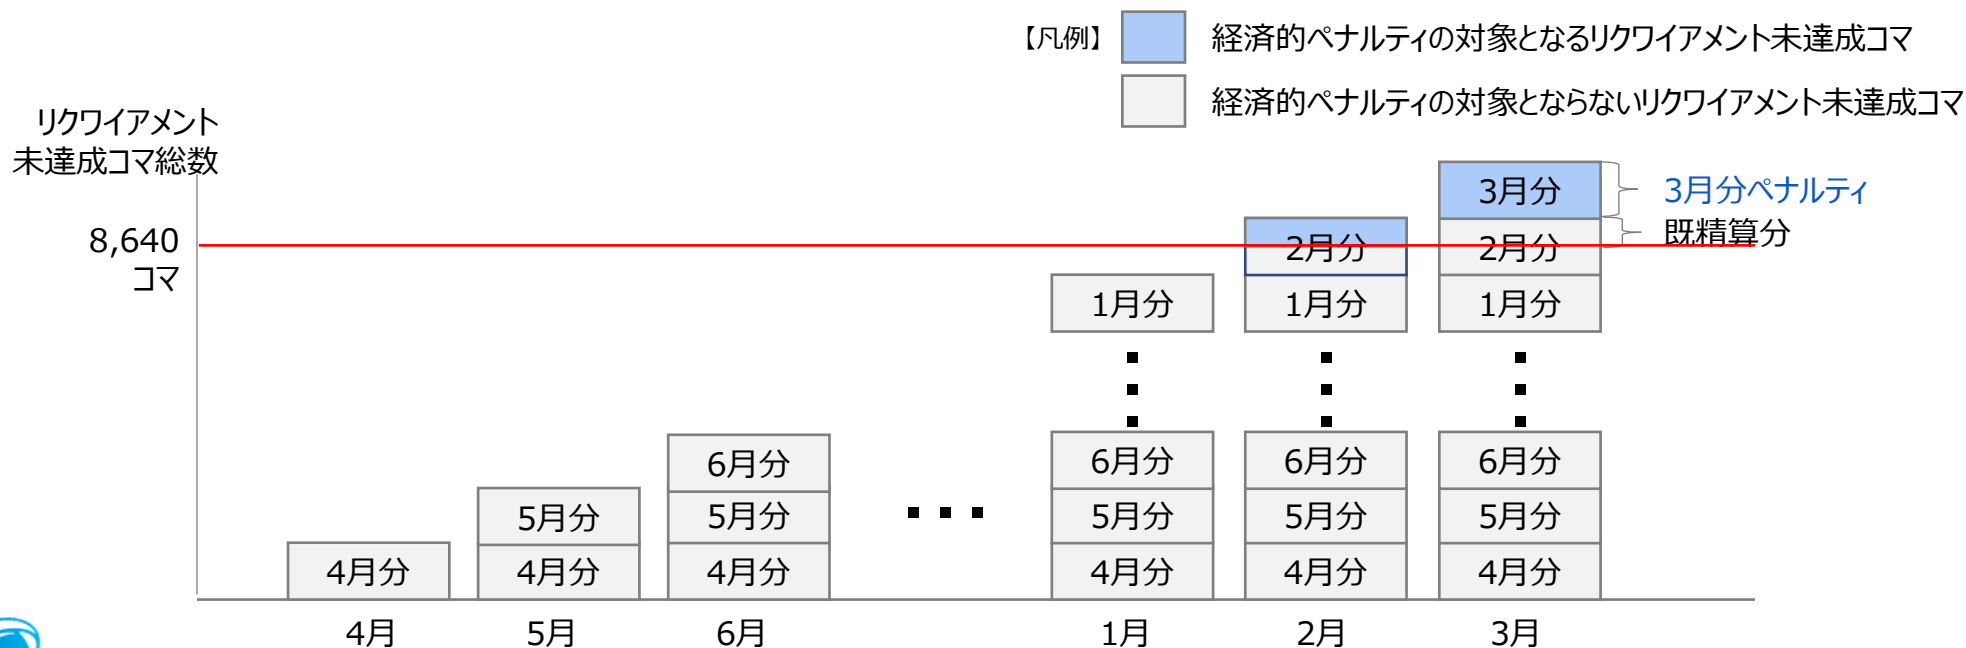 【凡例】
経済的ペナルティの対象となるリクワイアメント未達成コマ
経済的ペナルティの対象とならないリクワイアメント未達成コマ
リクワイアメント
未達成コマ総数
8,640
コマ
3月分
3月分ペナルティ
2月分
2月分
既精算分
1月分
1月分
1月分
6月分
6月分
6月分
6月分
5月分
5月分
5月分
5月分
5月分
4月分
4月分
4月分
4月分
4月分
4月分
4月
5月
6月
1月
2月
3月